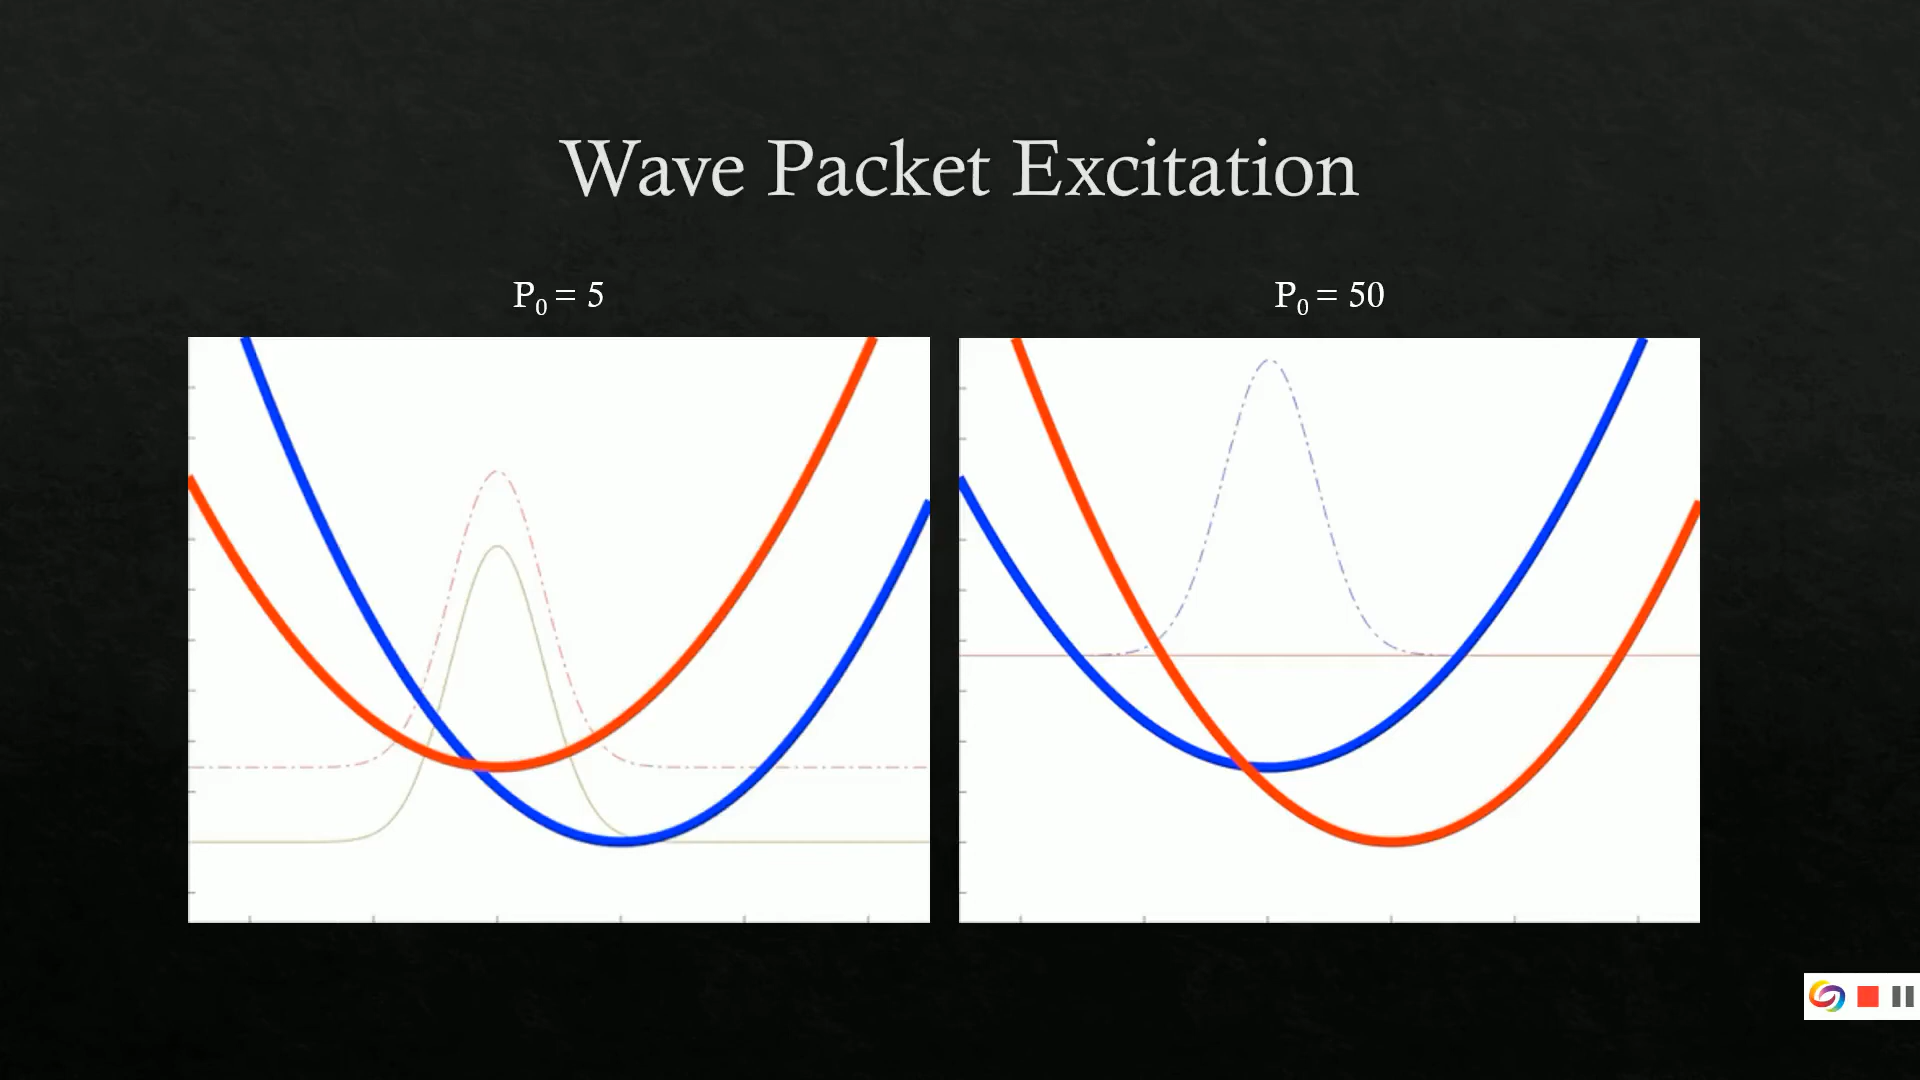 Wave Packet Excitation
P₀ = 5
P₀ = 50